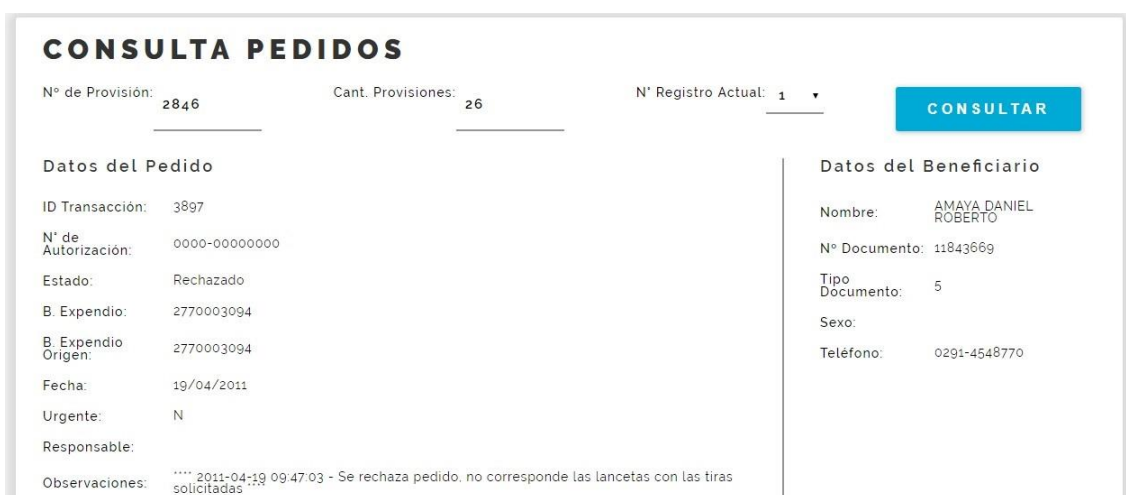 CONSULTA PEDIDOS
Nº de Provisión: 2846 Cant. Provisiones: 26 N° Registro Actual: 1 CONSULTAR
Datos del Pedido
ID Transacción: 3897
N° de
Autorización: 0000-00000000
Estado: Rechazado
B. Expendio: 2770003094
B. Expendio
Origen: 2770003094
Fecha: 19/04/2011
Urgente: N
Responsable:
Observaciones: **** 2011-04-19 09:47:03 - Se rechaza pedido, no corresponde las lancetas con las tiras
solicitadas ****
Datos del Beneficiario
Nombre: AMAYA DANIEL
ROBERTO
Nº Documento: 11843669
Tipo
Documento: 5
Sexo:
Teléfono: 0291-4548770